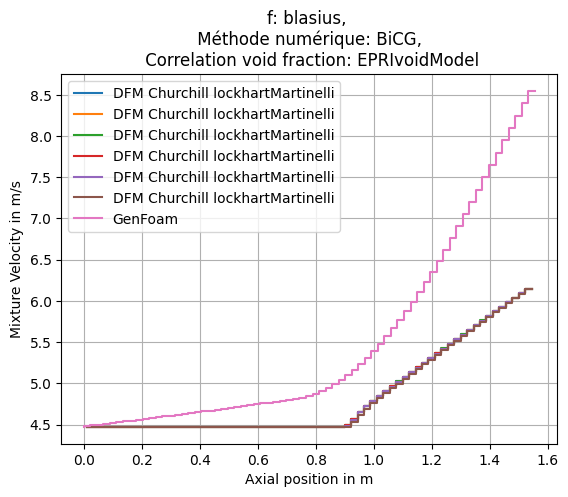 f: blasius,
Méthode numérique: BiCG,
Correlation void fraction: EPRIvoidModel
DFM Churchill lockhartMartinelli
DFM Churchill lockhartMartinelli
DFM Churchill lockhartMartinelli
DFM Churchill lockhartMartinelli
DFM Churchill lockhartMartinelli
DFM Churchill lockhartMartinelli
GenFoam
Mixture Velocity in m/s
8.5
8.0
7.5
7.0
6.5
6.0
5.5
5.0
4.5
0.0 0.2 0.4 0.6 0.8 1.0 1.2 1.4 1.6
Axial position in m